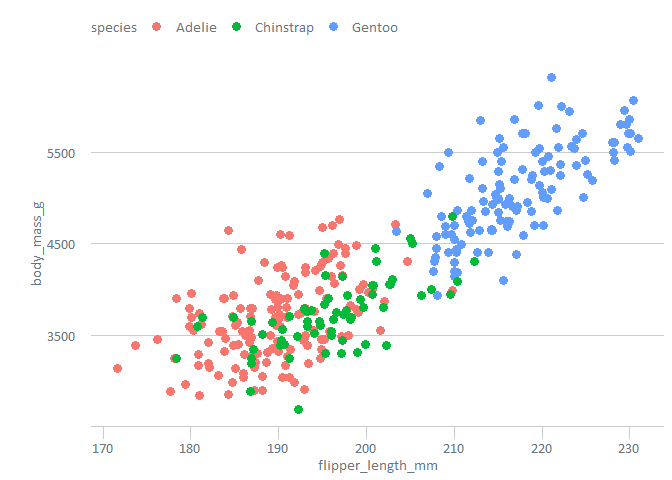 species Adelie Chinstrap Gentoo
5500
4500
3500
body_mass_g
170 180 190 200 210 220 230
flipper_length_mm